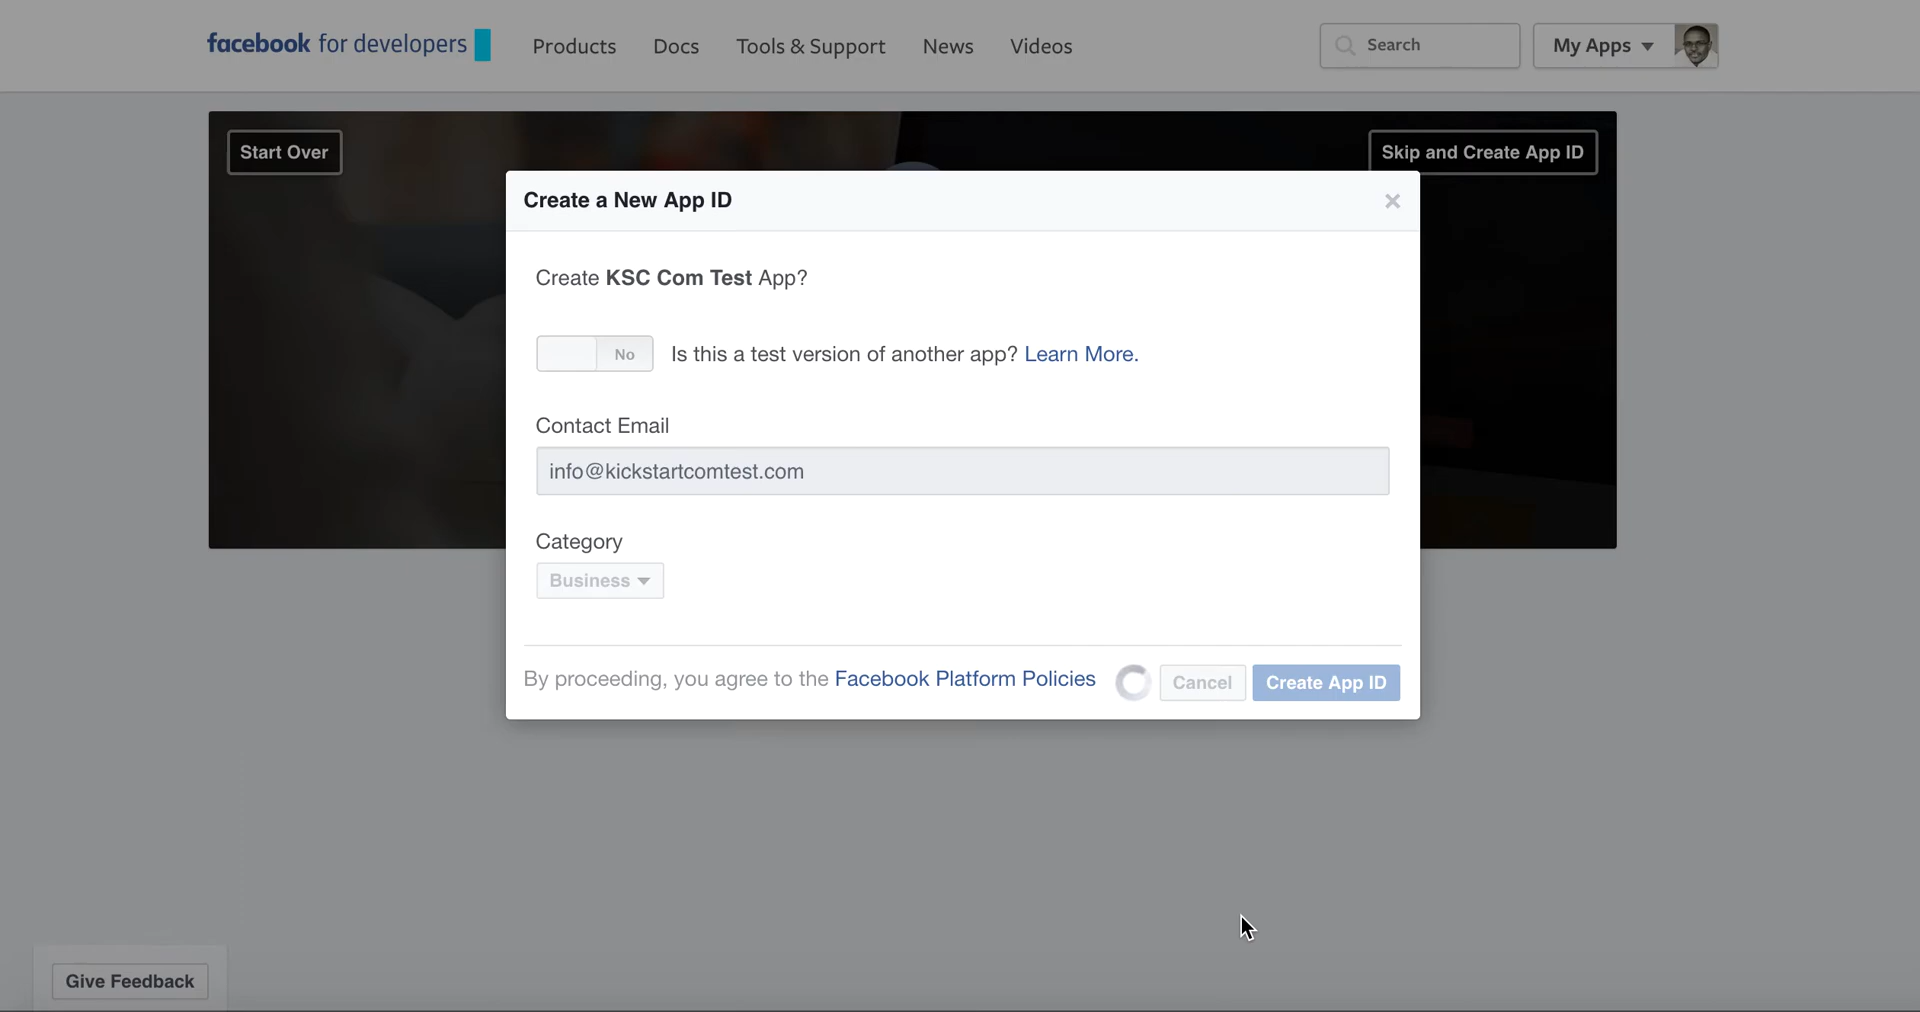 facebook for developers Products Docs Tools & Support News Videos Search My Apps
Start Over Skip and Create App ID
Create a New App ID
Create KSC Com Test App?
No Is this a test version of another app? Learn More.
Contact Email
info@kickstartcomtest.com
Category
Business
By proceeding, you agree to the Facebook Platform Policies Cancel Create App ID
Give Feedback